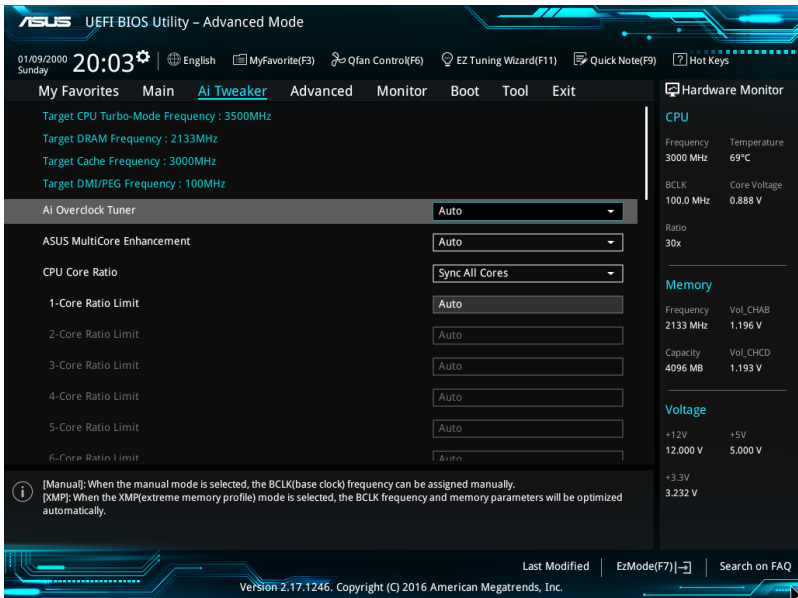 ASUS UEFI BIOS Utility – Advanced Mode
01/09/2000
Sunday
20:03
English
MyFavorite(F3)
Qfan Control(F6)
EZ Tuning Wizard(F11)
Quick Note(F9)
? Hot Keys
My Favorites Main Ai Tweaker Advanced Monitor Boot Tool Exit
Target CPU Turbo-Mode Frequency : 3500MHz
Target DRAM Frequency : 2133MHz
Target Cache Frequency : 3000MHz
Target DMI/PEG Frequency : 100MHz
Ai Overclock Tuner Auto
ASUS MultiCore Enhancement Auto
CPU Core Ratio Sync All Cores
1-Core Ratio Limit Auto
2-Core Ratio Limit Auto
3-Core Ratio Limit Auto
4-Core Ratio Limit Auto
5-Core Ratio Limit Auto
6-Core Ratio Limit Auto
[Manual]: When the manual mode is selected, the BCLK(base clock) frequency can be assigned manually.
[XMP]: When the XMP(extreme memory profile) mode is selected, the BCLK frequency and memory parameters will be optimized
automatically.
Hardware Monitor
CPU
Frequency Temperature
3000 MHz 69°C
BCLK Core Voltage
100.0 MHz 0.888 V
Ratio
30x
Memory
Frequency Vol_CHAB
2133 MHz 1.196 V
Capacity Vol_CHCD
4096 MB 1.193 V
Voltage
+12V +5V
12.000 V 5.000 V
+3.3V
3.232 V
Last Modified EzMode(F7) Search on FAQ
Version 2.17.1246. Copyright (C) 2016 American Megatrends, Inc.